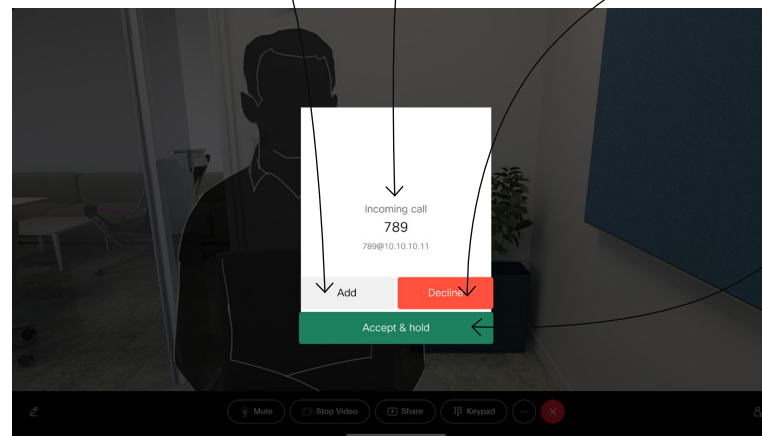 Incoming call
789
789@10.10.10.11
Add
Decline
Accept & hold
Mute
Stop Video
Share
Keypad